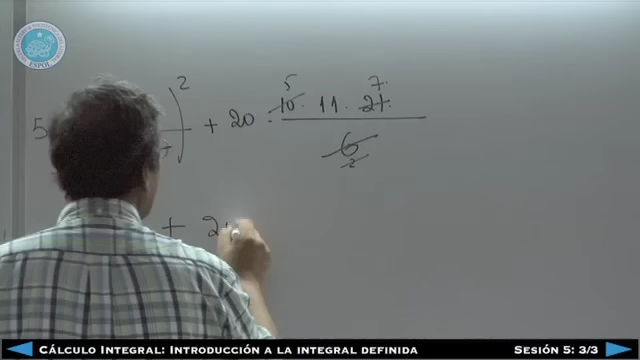 ESPOL
2
5 7.
5 + 20 . 10 . 11 . 21 .
6
2
+ 2
CÁLCULO INTEGRAL: INTRODUCCIÓN A LA INTEGRAL DEFINIDA SESIÓN 5: 3/3